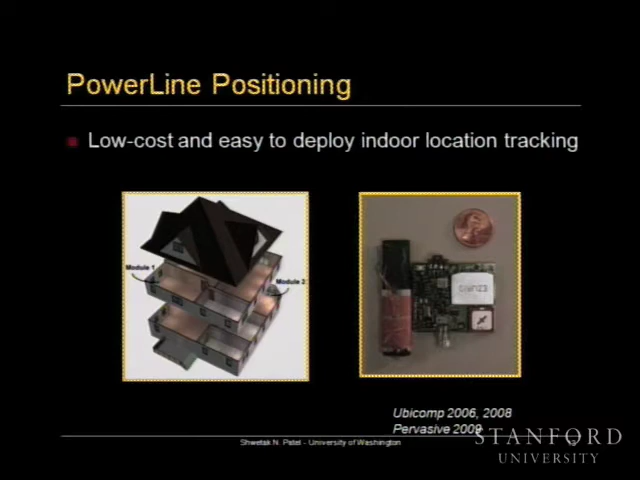 PowerLine Positioning
Low-cost and easy to deploy indoor location tracking
Module 1
Module 2
Ubicomp 2006, 2008
Pervasive 2009
Shwetak N. Patel - University of Washington
STANFORD
UNIVERSITY